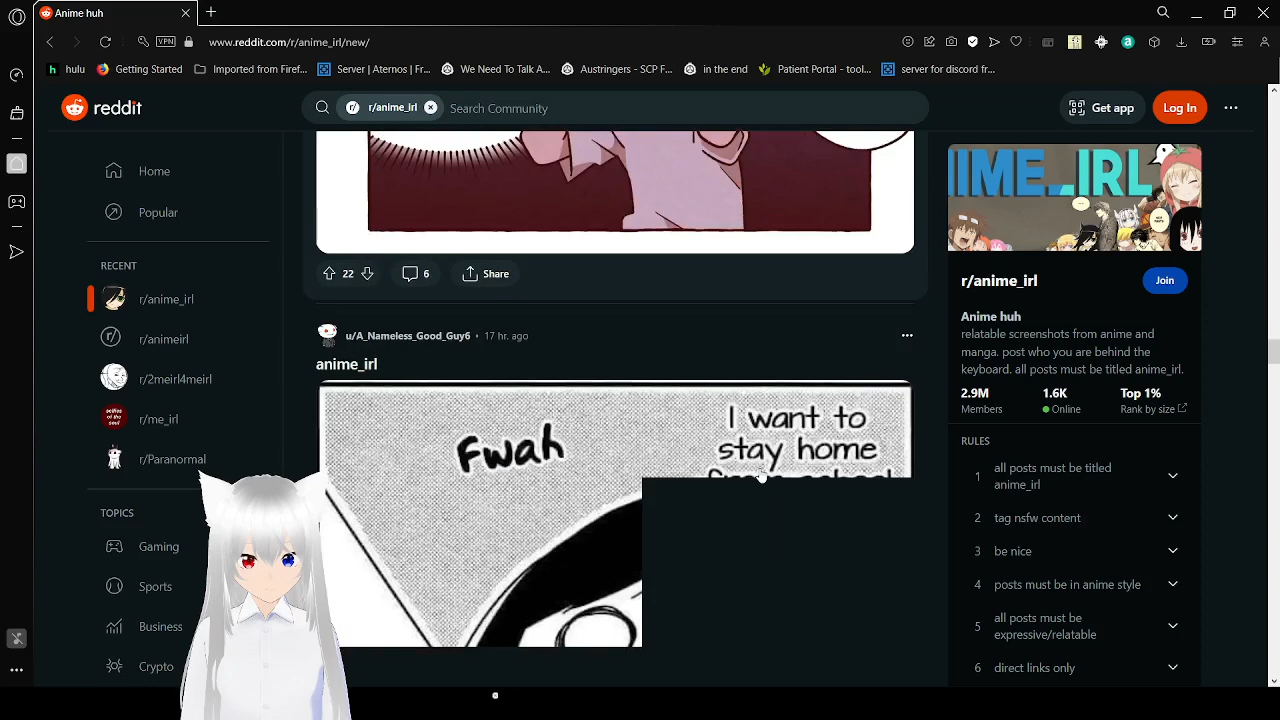 Anime huh
VPN
www.reddit.com/r/anime_irl/new/
hulu
Getting Started
Imported from Firef...
Server | Aternos | Fr...
We Need To Talk A...
Austringers - SCP F...
in the end
Patient Portal - tool...
server for discord fr...
reddit
r/anime_irl
Search Community
Get app
Log In
Home
Popular
RECENT
r/anime_irl
r/animeirl
r/2meirl4meirl
r/me_irl
r/Paranormal
TOPICS
Gaming
Sports
Business
Crypto
22
6
Share
u/A_Nameless_Good_Guy6 • 17 hr. ago
anime_irl
Fwah
I want to
stay home
from school
NIME_IRL
r/anime_irl
Join
Anime huh
relatable screenshots from anime and
manga. post who you are behind the
keyboard. all posts must be titled anime_irl.
2.9M
Members
1.6K
Online
Top 1%
Rank by size
RULES
1 all posts must be titled
anime_irl
2 tag nsfw content
3 be nice
4 posts must be in anime style
5 all posts must be
expressive/relatable
6 direct links only